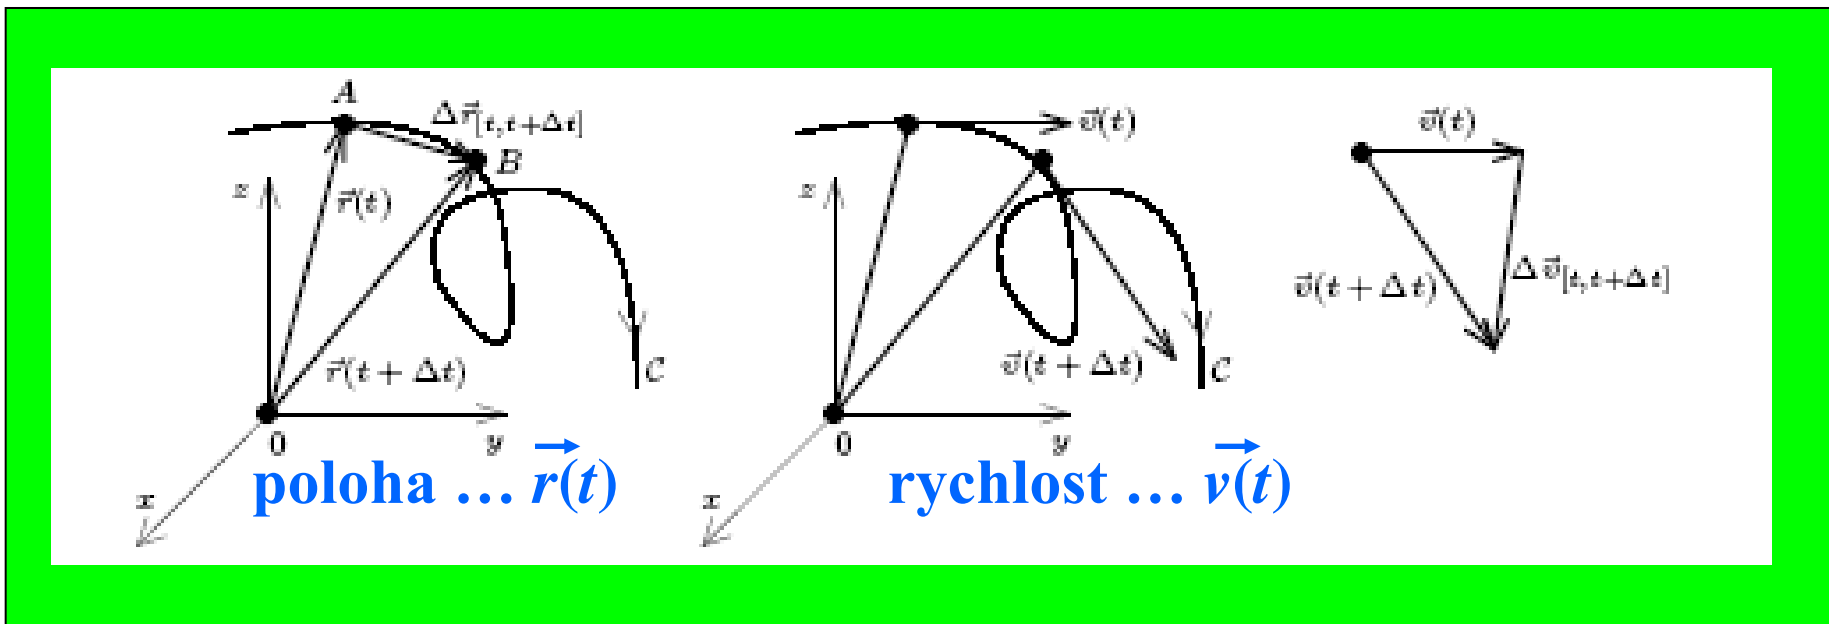 A
Δr⃗[t,t+Δt]
B
z
r⃗(t)
r⃗(t + Δt)
C
0
y
x
poloha … r⃗(t)
v⃗(t)
z
v⃗(t + Δt)
C
0
y
x
rychlost … v⃗(t)
v⃗(t)
v⃗(t + Δt)
Δv⃗[t,t+Δt]